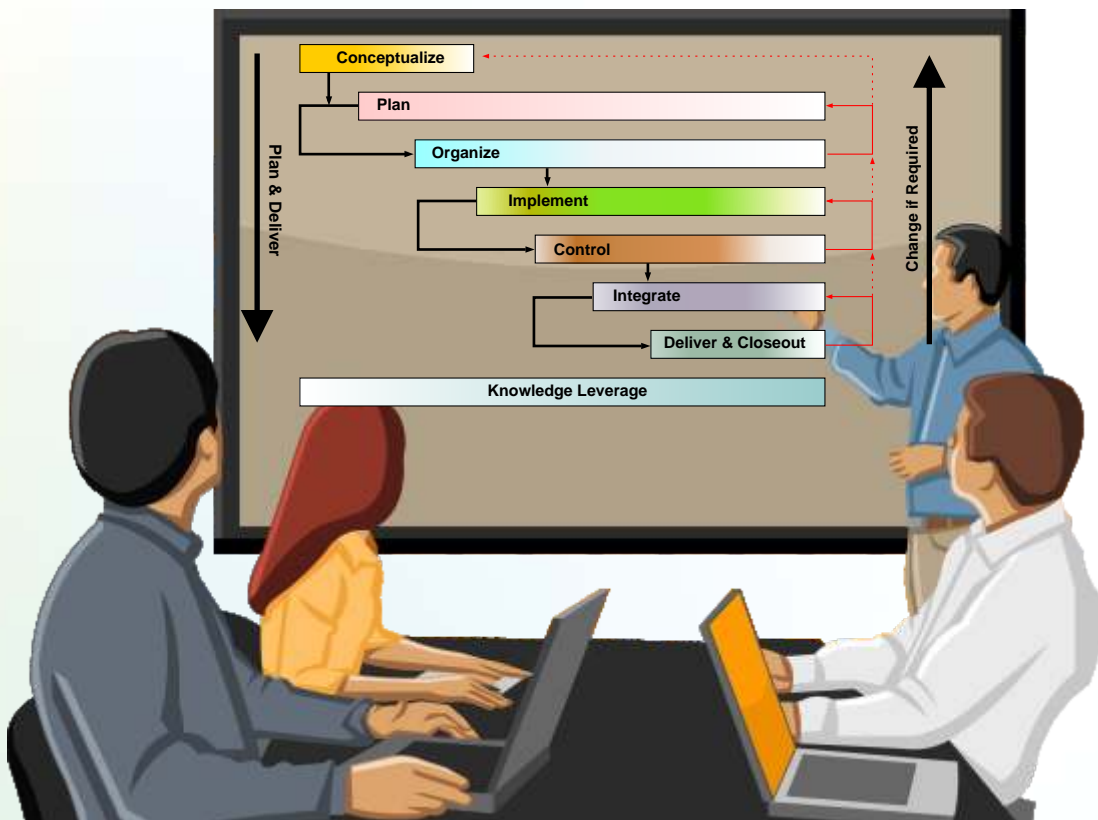 Conceptualize
Plan
Organize
Implement
Control
Integrate
Deliver & Closeout
Knowledge Leverage
Plan & Deliver
Change if Required